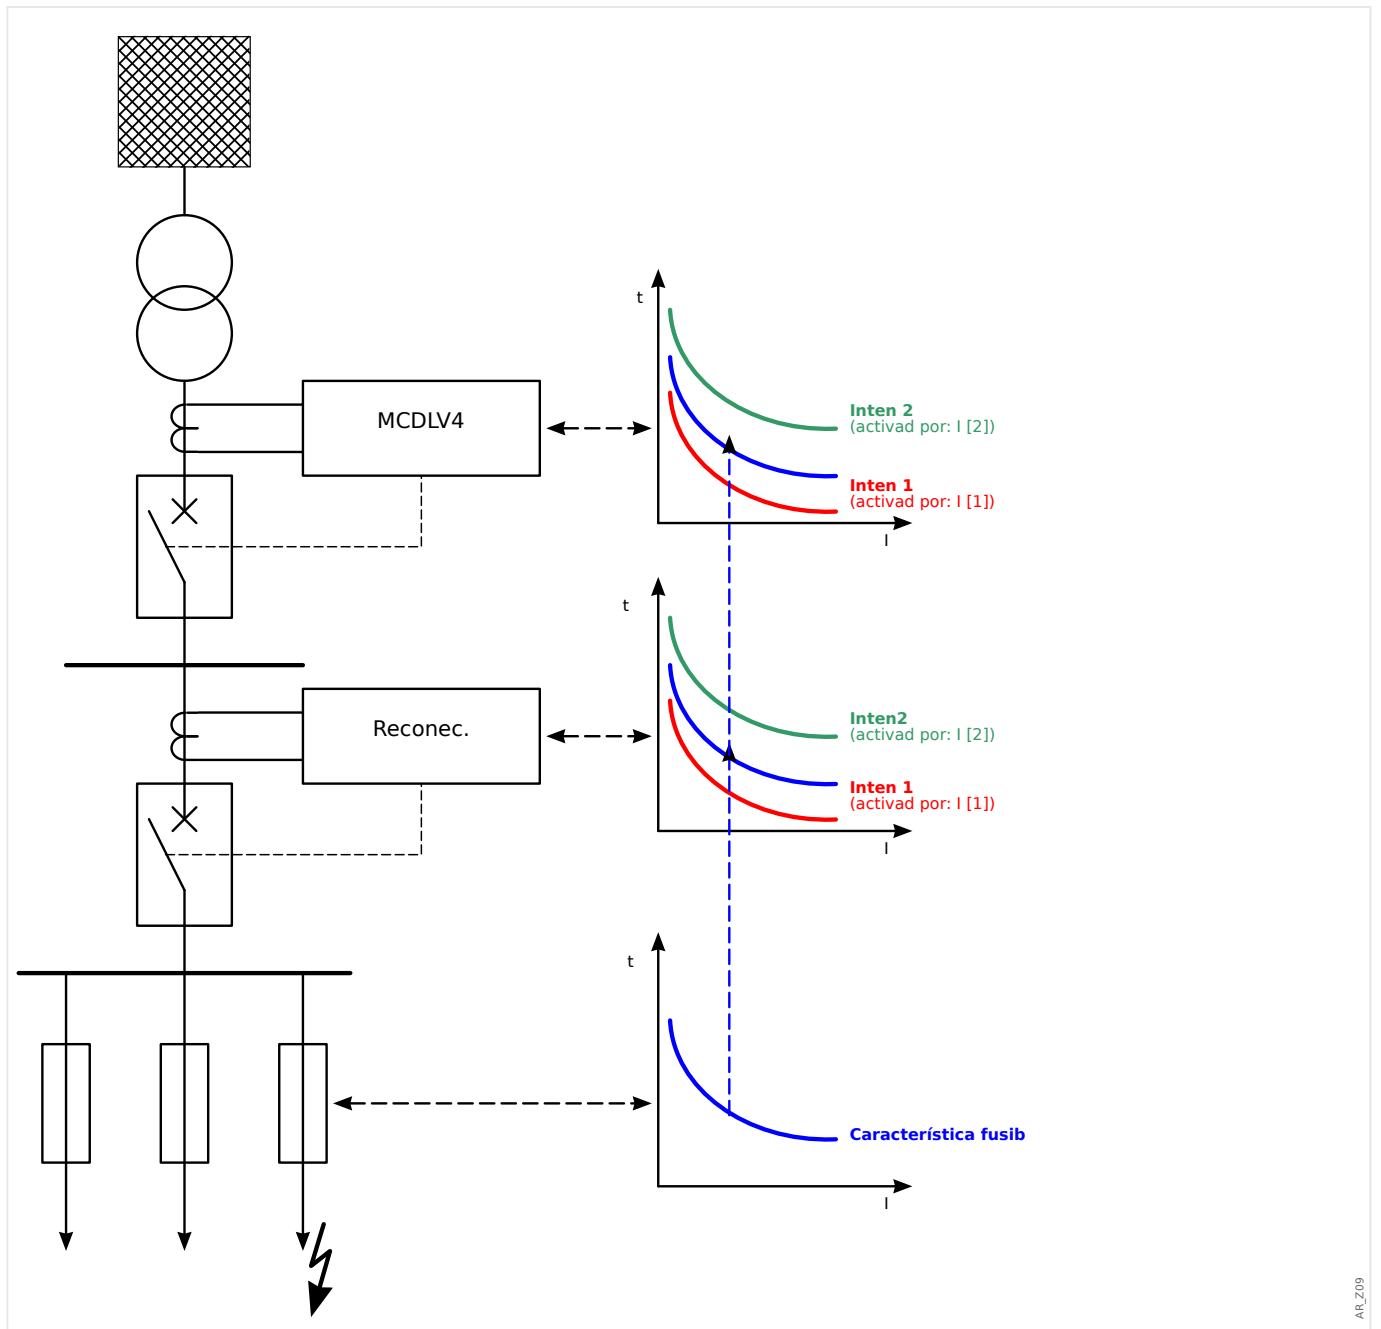 t
MCDLV4
Inten 2
(activad por: I [2])
Inten 1
(activad por: I [1])
I
t
Reconec.
Inten2
(activad por: I [2])
Inten 1
(activad por: I [1])
I
t
Característica fusib
I
AR_Z09